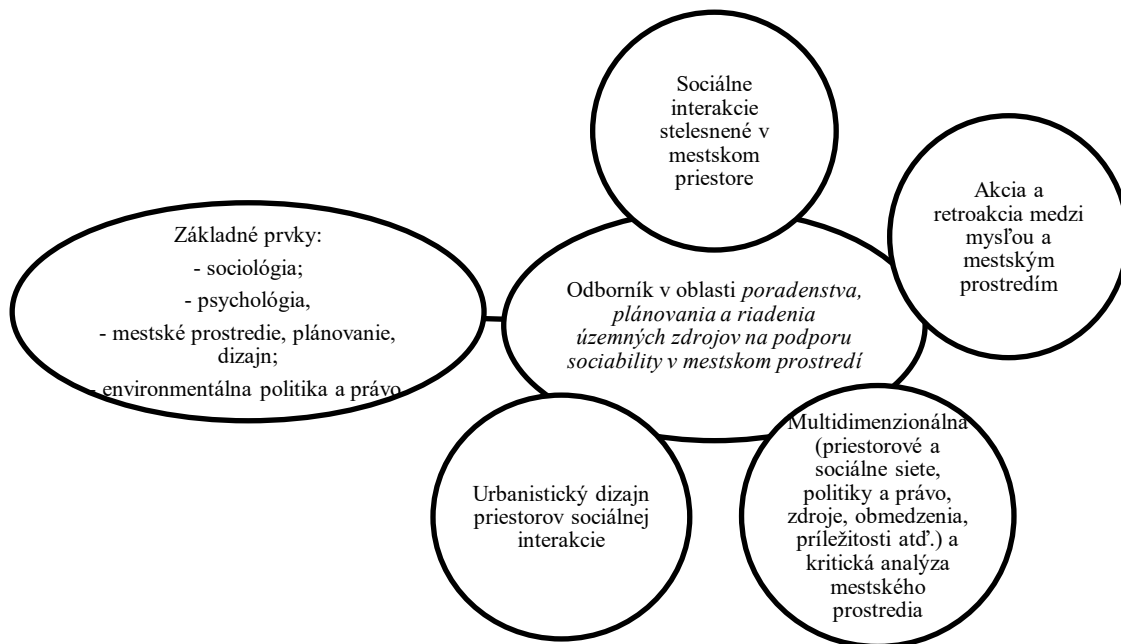 Sociálne
interakcie
stelesnené v
mestskom
priestore
Akcia a
retroakcia medzi
mysľou a
mestským
prostredím
Základné prvky:
- sociológia;
- psychológia,
- mestské prostredie, plánovanie,
dizajn;
- environmentálna politika a právo
Odborník v oblasti poradenstva,
plánovania a riadenia
územných zdrojov na podporu
sociability v mestskom prostredí
Urbanistický dizajn
priestorov sociálnej
interakcie
Multidimenzionálna
(priestorové a
sociálne siete,
politiky a právo,
zdroje, obmedzenia,
príležitosti atď.) a
kritická analýza
mestského
prostredia